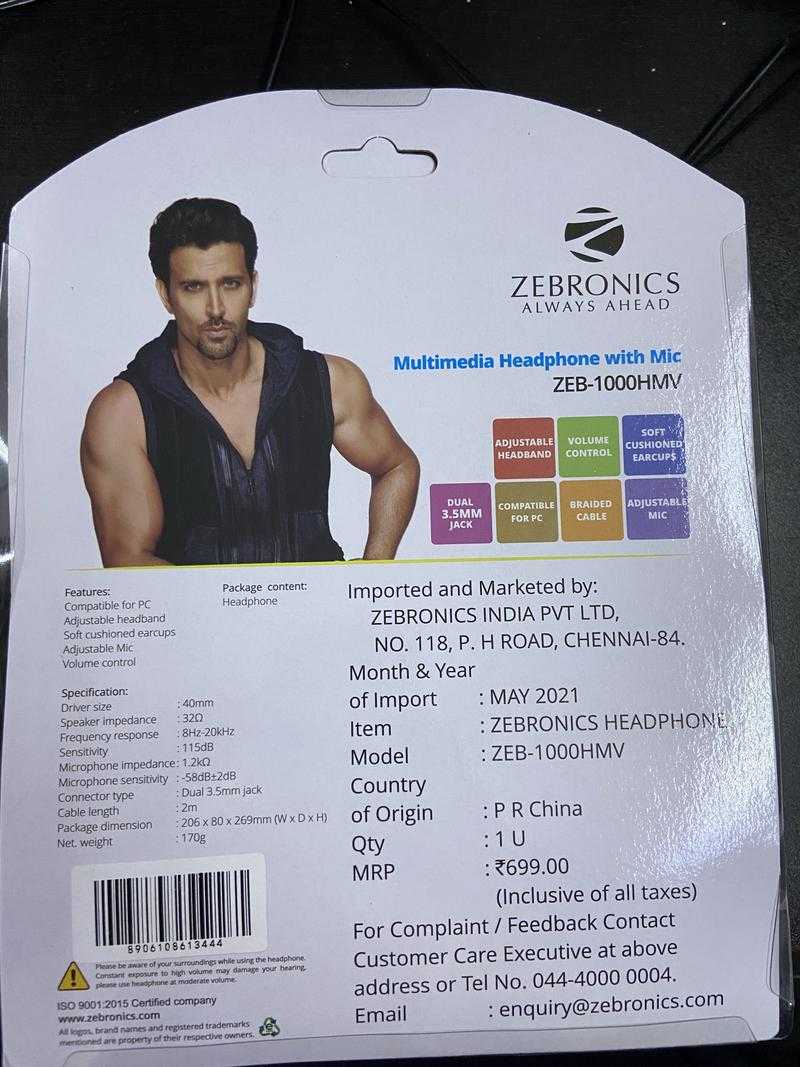 ZEBRONICS
ALWAYS AHEAD
Multimedia Headphone with Mic
ZEB-1000HMV
ADJUSTABLE
HEADBAND
VOLUME
CONTROL
SOFT
CUSHIONED
EARCUPS
DUAL
3.5MM
JACK
COMPATIBLE
FOR PC
BRAIDED
CABLE
ADJUSTABLE
MIC
Features:
Compatible for PC
Adjustable headband
Soft cushioned earcups
Adjustable Mic
Volume control
Package content:
Headphone
Specification:
Driver size : 40mm
Speaker impedance : 32Ω
Frequency response : 8Hz-20kHz
Sensitivity : 115dB
Microphone impedance : 1.2kΩ
Microphone sensitivity : -58dB±2dB
Connector type : Dual 3.5mm jack
Cable length : 2m
Package dimension : 206 x 80 x 269mm (W x D x H)
Net. weight : 170g
8906108613444
Please be aware of your surroundings while using the headphone.
Constant exposure to high volume may damage your hearing,
please use headphone at moderate volume.
ISO 9001:2015 Certified company
www.zebronics.com
All logos, brand names and registered trademarks
mentioned are property of their respective owners.
Imported and Marketed by:
ZEBRONICS INDIA PVT LTD,
NO. 118, P. H ROAD, CHENNAI-84.
Month & Year
of Import : MAY 2021
Item : ZEBRONICS HEADPHONE
Model : ZEB-1000HMV
Country
of Origin : P R China
Qty : 1 U
MRP : ₹699.00
(Inclusive of all taxes)
For Complaint / Feedback Contact
Customer Care Executive at above
address or Tel No. 044-4000 0004.
Email : enquiry@zebronics.com